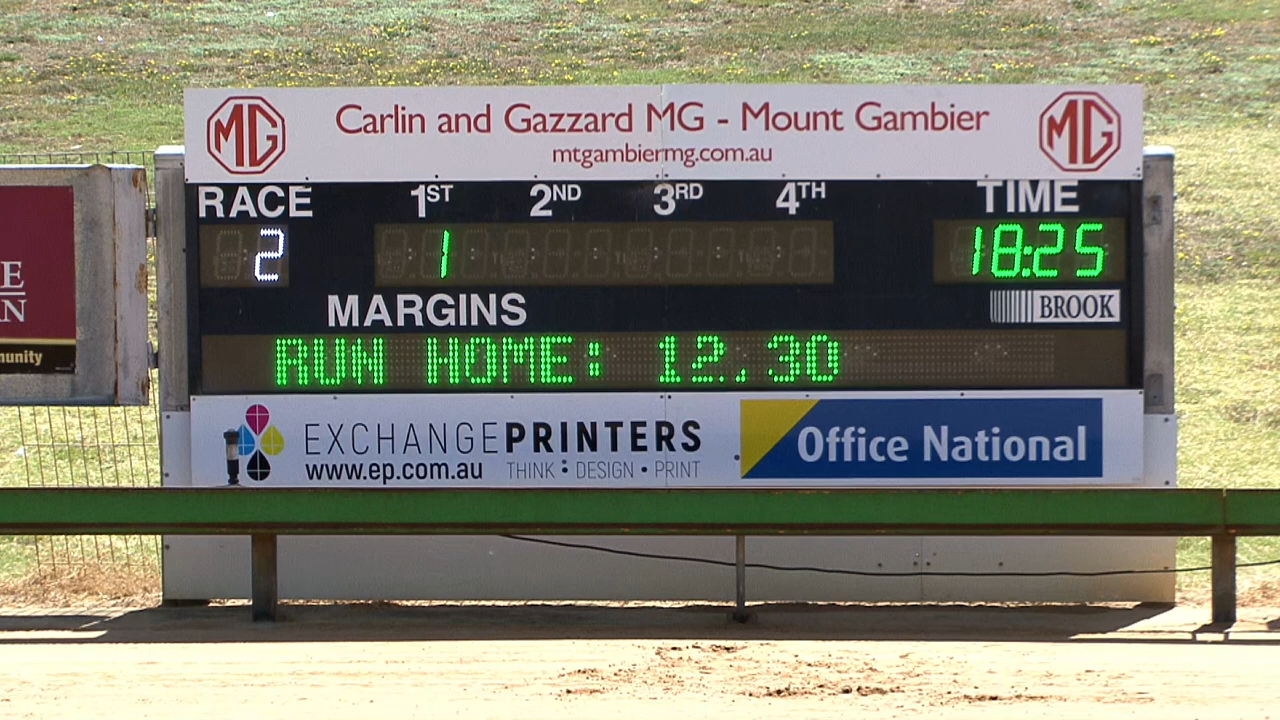 MG Carlin and Gazzard MG - Mount Gambier MG
mtgambiermg.com.au
RACE 1ST 2ND 3RD 4TH TIME
2 1 18:25
MARGINS BROOK
RUN HOME: 12.30
EXCHANGEPRINTERS
www.ep.com.au THINK : DESIGN • PRINT
Office National
E
N
munity